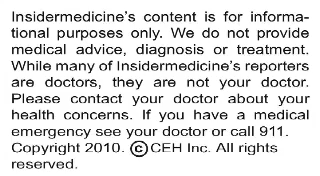 Insidermedicine's content is for informa-
tional purposes only. We do not provide
medical advice, diagnosis or treatment.
While many of Insidermedicine's reporters
are doctors, they are not your doctor.
Please contact your doctor about your
health concerns. If you have a medical
emergency see your doctor or call 911.
Copyright 2010. © CEH Inc. All rights
reserved.